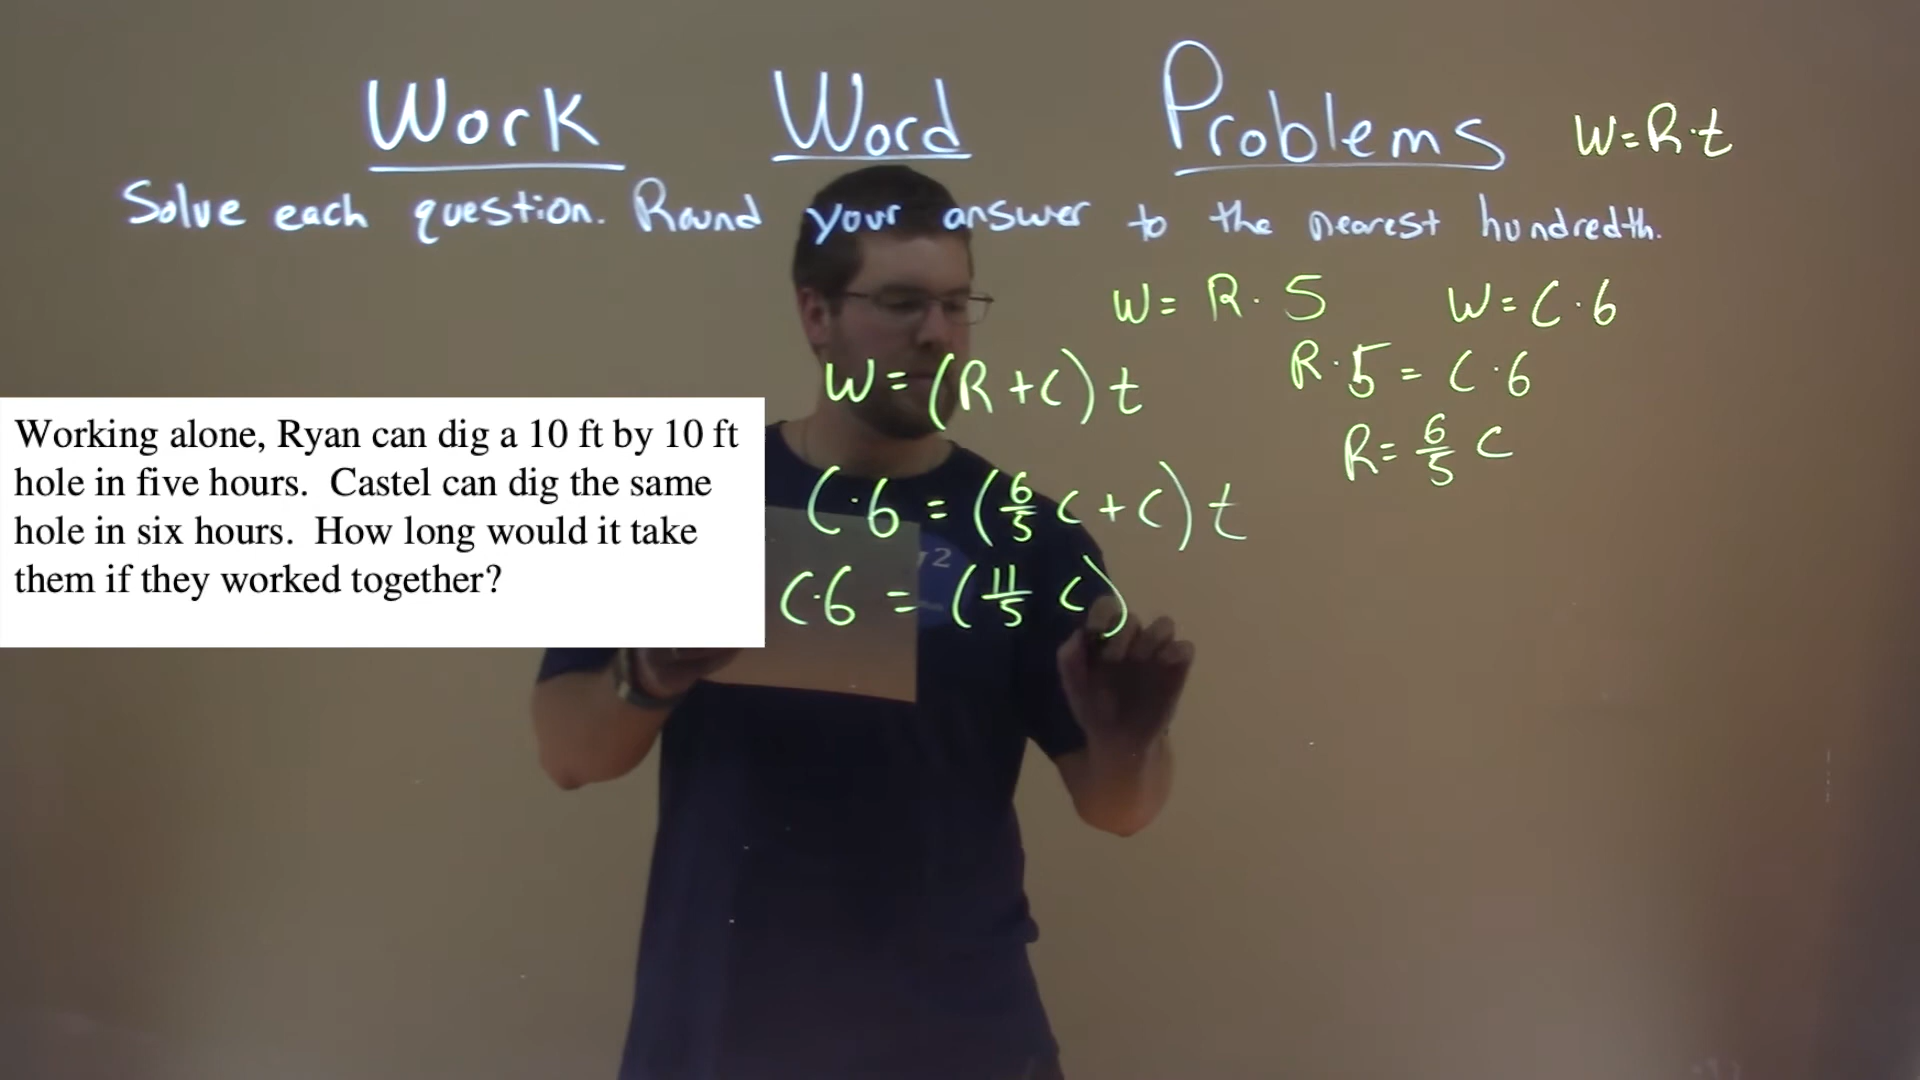 Work Word Problems W=R·t
Solve each question. Round your answer to the nearest hundredth.
W= R· 5 W=C·6
R·5 = C·6
W=(R+C)t
R= 6/5 C
Working alone, Ryan can dig a 10 ft by 10 ft
hole in five hours. Castel can dig the same
hole in six hours. How long would it take
them if they worked together?
C·6 = (6/5 C+C)t
C·6 = (11/5 C)